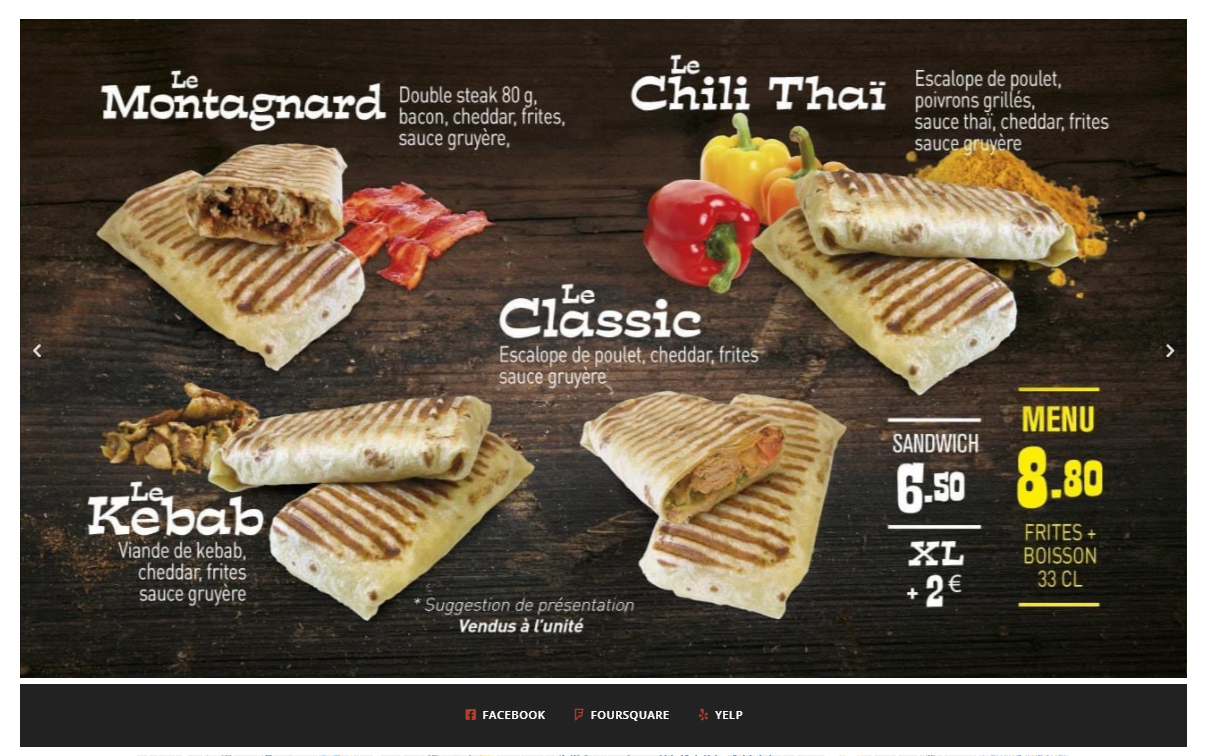 Le
Montagnard
Double steak 80 g,
bacon, cheddar, frites,
sauce gruyère,
Le
Chili Thaï
Escalope de poulet,
poivrons grillés,
sauce thaï, cheddar, frites
sauce gruyère
Le
Classic
Escalope de poulet, cheddar, frites
sauce gruyère
Le
Kebab
Viande de kebab,
cheddar, frites
sauce gruyère
SANDWICH
6.50
XL
+ 2€
MENU
8.80
FRITES +
BOISSON
33 CL
* Suggestion de présentation
Vendus à l'unité
FACEBOOK FOURSQUARE YELP